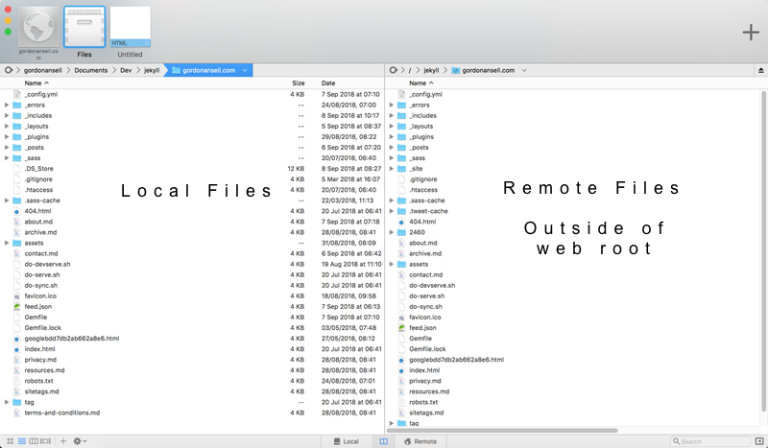 gordonansell.com
Files
HTML
Untitled
gordonansell Documents Dev jekyll gordonansell.com
Name Size Date
_config.yml 4 KB 7 Sep 2018 at 07:10
_errors -- 24/08/2018, 07:00
_includes -- 8 Sep 2018 at 10:17
_layouts -- 5 Sep 2018 at 08:37
_plugins -- 29/08/2018, 08:22
_posts -- 6 Sep 2018 at 07:20
_sass -- 20/07/2018, 06:40
.DS_Store 12 KB 8 Sep 2018 at 08:27
.gitignore 4 KB 5 Mar 2018 at 16:07
.htaccess 4 KB 20/07/2018, 06:40
.sass-cache -- 22/03/2018, 11:13
404.html 4 KB 20 Jul 2018 at 06:41
about.md 4 KB 7 Sep 2018 at 07:18
archive.md 4 KB 28/08/2018, 08:41
assets -- 31/08/2018, 08:09
contact.md 4 KB 6 Sep 2018 at 06:42
do-devserve.sh 4 KB 19 Aug 2018 at 11:10
do-serve.sh 4 KB 20 Jul 2018 at 06:41
do-sync.sh 4 KB 20 Jul 2018 at 06:41
favicon.ico 4 KB 18/08/2018, 09:58
feed.json 4 KB 7 Sep 2018 at 06:13
Gemfile 4 KB 7 Sep 2018 at 07:10
Gemfile.lock 4 KB 03/05/2018, 07:48
googlebdd7db2ab662a8e6.html 4 KB 27/05/2018, 08:12
index.html 4 KB 20 Jul 2018 at 06:41
privacy.md 4 KB 28/08/2018, 08:41
resources.md 4 KB 28/08/2018, 08:41
robots.txt 4 KB 24/08/2018, 07:01
sitetags.md 4 KB 28/08/2018, 08:41
tag -- 20 Jul 2018 at 06:41
terms-and-conditions.md 4 KB 28/08/2018, 08:41
Local Files
/ jekyll gordonansell.com
Name
_config.yml
_errors
_includes
_layouts
_plugins
_posts
_sass
_site
.gitignore
.htaccess
.sass-cache
.tweet-cache
404.html
2460
about.md
archive.md
assets
contact.md
do-devserve.sh
do-serve.sh
do-sync.sh
favicon.ico
feed.json
Gemfile
Gemfile.lock
googlebdd7db2ab662a8e6.html
index.html
privacy.md
resources.md
robots.txt
sitetags.md
tag
Remote Files
Outside of
web root
Local Remote Search